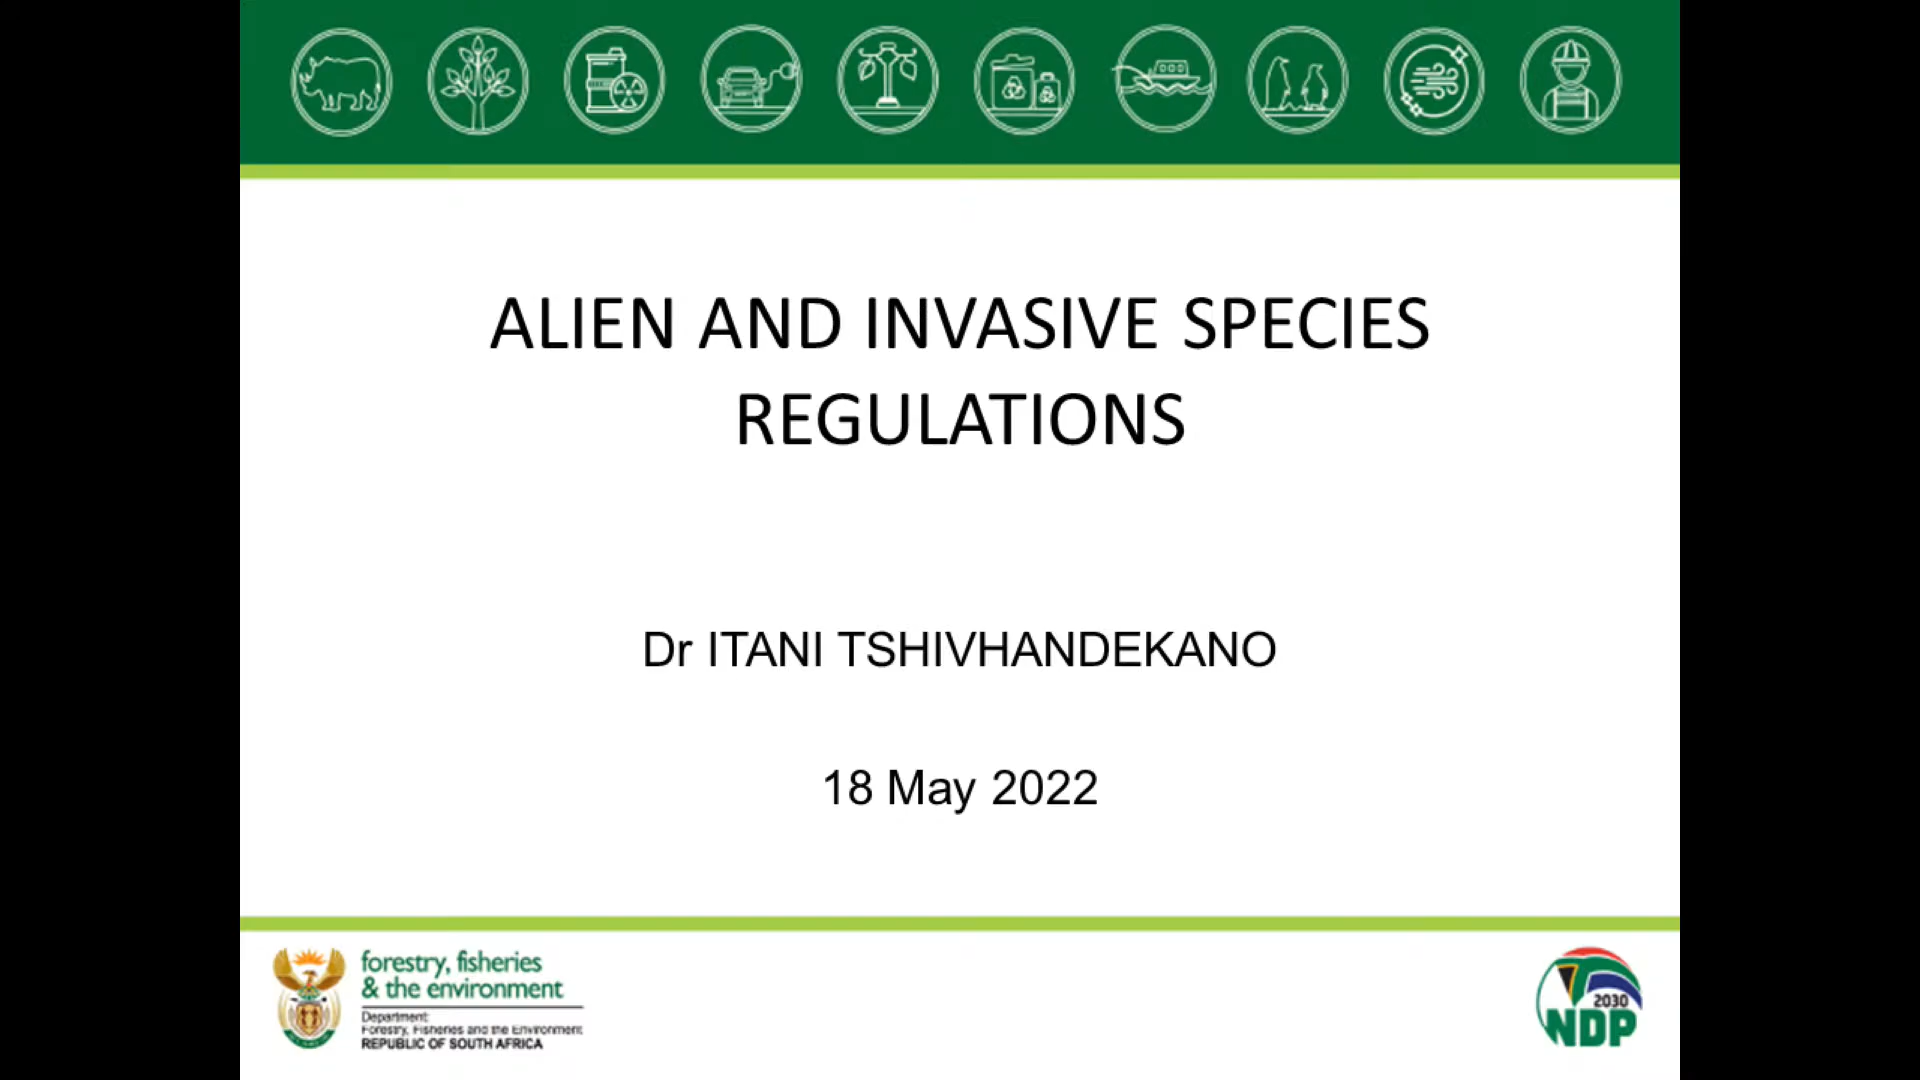 ALIEN AND INVASIVE SPECIES
REGULATIONS
Dr ITANI TSHIVHANDEKANO
18 May 2022
forestry, fisheries
& the environment
Department:
Forestry, Fisheries and the Environment
REPUBLIC OF SOUTH AFRICA
2030
NDP